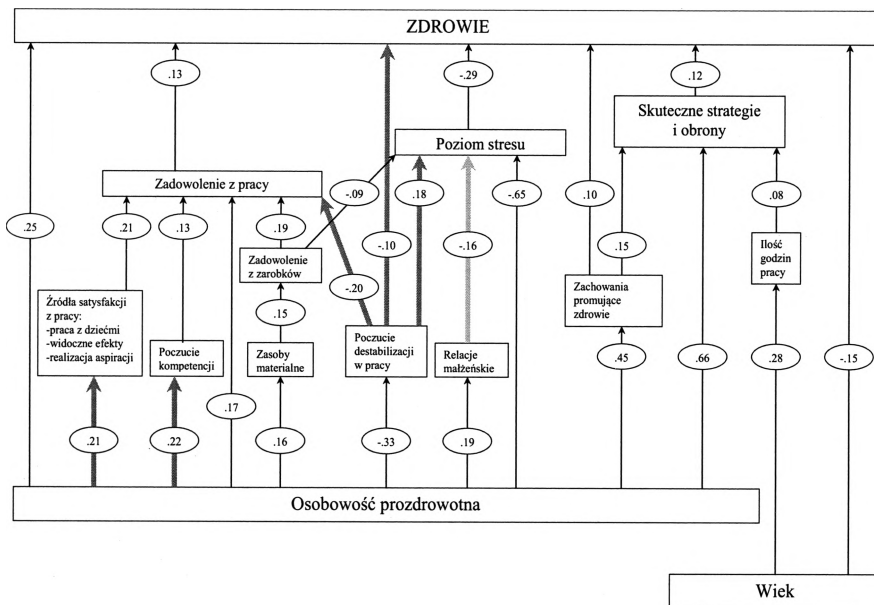 ZDROWIE
.13
-.29
.12
Skuteczne strategie
i obrony
Poziom stresu
Zadowolenie z pracy
-.09
.18
-.65
.10
.08
.25
.21
.13
.19
-.10
-.16
.15
Ilość
godzin
pracy
Zadowolenie
z zarobków
-.20
Zachowania
promujące
zdrowie
Źródła satysfakcji
z pracy:
-praca z dziećmi
-widoczne efekty
-realizacja aspiracji
.15
Poczucie
kompetencji
Zasoby
materialne
Poczucie
destabilizacji
w pracy
Relacje
małżeńskie
.45
.66
.28
-.15
.17
.21
.22
.16
-.33
.19
Osobowość prozdrowotna
Wiek